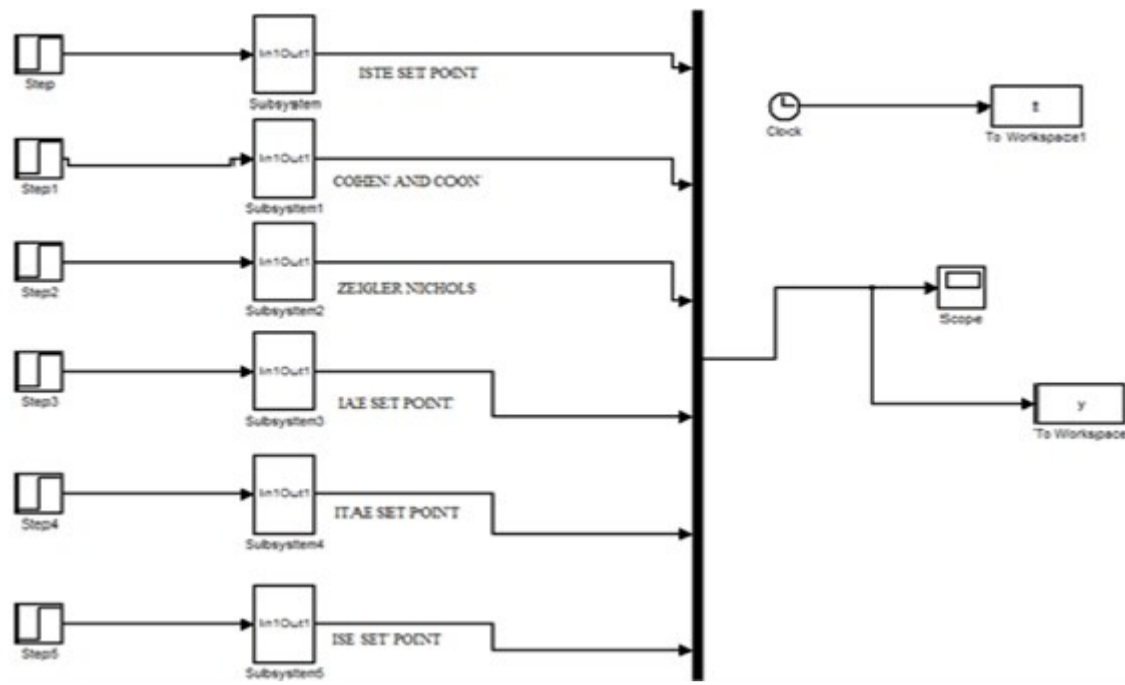 In1Out1
ISTE SET POINT
Step
Subsystem
t
Clock
To Workspace1
In1Out1
COHEN AND COON
Step1
Subsystem1
In1Out1
ZEIGLER NICHOLS
Step2
Subsystem2
Scope
In1Out1
IAE SET POINT
Step3
Subsystem3
y
To Workspace
In1Out1
ITAE SET POINT
Step4
Subsystem4
In1Out1
ISE SET POINT
Step5
Subsystem5